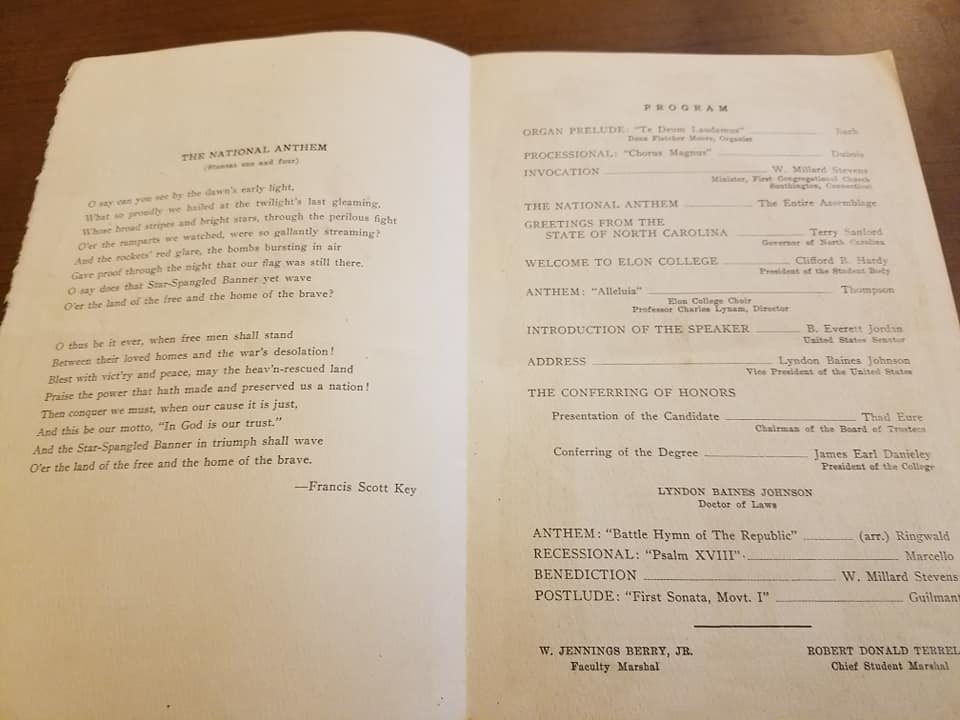 THE NATIONAL ANTHEM
(Stanzas one and four)
O say can you see by the dawn's early light,
What so proudly we hailed at the twilight's last gleaming,
Whose broad stripes and bright stars, through the perilous fight
O'er the ramparts we watched, were so gallantly streaming?
And the rockets' red glare, the bombs bursting in air
Gave proof through the night that our flag was still there.
O say does that Star-Spangled Banner yet wave
O'er the land of the free and the home of the brave?
O thus be it ever, when free men shall stand
Between their loved homes and the war's desolation!
Blest with vict'ry and peace, may the heav'n-rescued land
Praise the power that hath made and preserved us a nation!
Then conquer we must, when our cause it is just,
And this be our motto, "In God is our trust."
And the Star-Spangled Banner in triumph shall wave
O'er the land of the free and the home of the brave.
—Francis Scott Key
PROGRAM
ORGAN PRELUDE: "Te Deum Laudamus"
Dana Fletcher Moore, Organist
PROCESSIONAL: "Chorus Magnus" Dubois
INVOCATION W. Millard Stevens
Minister, First Congregational Church
Southington, Connecticut
THE NATIONAL ANTHEM The Entire Assemblage
GREETINGS FROM THE
STATE OF NORTH CAROLINA Terry Sanford
Governor of North Carolina
WELCOME TO ELON COLLEGE Clifford B. Hardy
President of the Student Body
ANTHEM: "Alleluia" Thompson
Elon College Choir
Professor Charles Lynam, Director
INTRODUCTION OF THE SPEAKER B. Everett Jordan
United States Senator
ADDRESS Lyndon Baines Johnson
Vice President of the United States
THE CONFERRING OF HONORS
Presentation of the Candidate Thad Eure
Chairman of the Board of Trustees
Conferring of the Degree James Earl Danieley
President of the College
LYNDON BAINES JOHNSON
Doctor of Laws
ANTHEM: "Battle Hymn of The Republic" (arr.) Ringwald
RECESSIONAL: "Psalm XVIII" Marcello
BENEDICTION W. Millard Stevens
POSTLUDE: "First Sonata, Movt. I" Guilmant
W. JENNINGS BERRY, JR.
Faculty Marshal
ROBERT DONALD TERREL
Chief Student Marshal